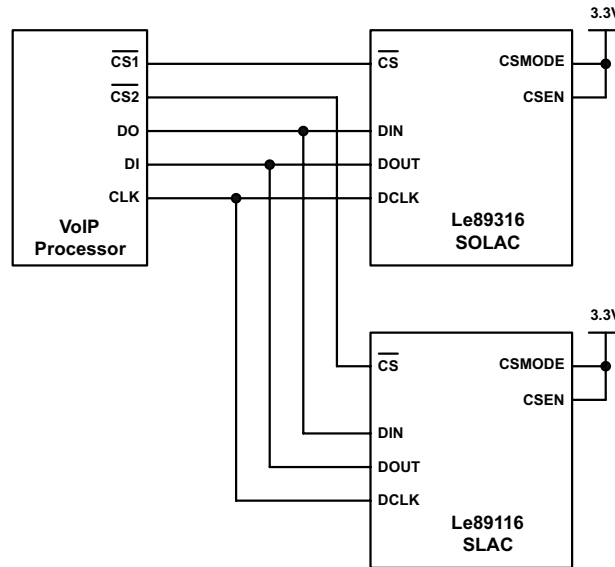 3.3V
CS1
CS2
DO
DI
CLK
VoIP
Processor
CS
CSMODE
CSEN
DIN
DOUT
DCLK
Le89316
SOLAC
3.3V
CS
CSMODE
CSEN
DIN
DOUT
DCLK
Le89116
SLAC